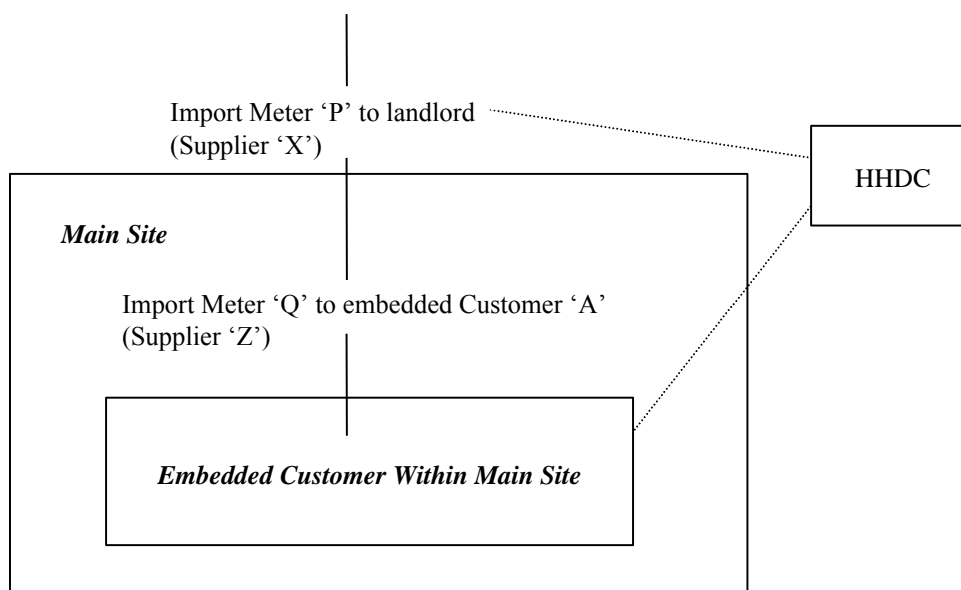 Import Meter ‘P’ to landlord
(Supplier ‘X’)
HHDC
Main Site
Import Meter ‘Q’ to embedded Customer ‘A’
(Supplier ‘Z’)
Embedded Customer Within Main Site